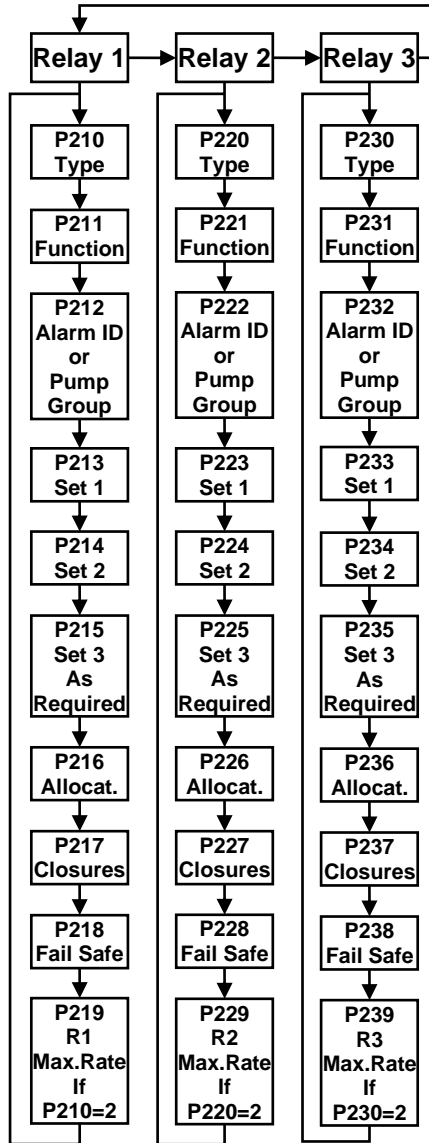 Relay 1
Relay 2
Relay 3
P210
Type
P211
Function
P212
Alarm ID
or
Pump
Group
P213
Set 1
P214
Set 2
P215
Set 3
As
Required
P216
Allocat.
P217
Closures
P218
Fail Safe
P219
R1
Max.Rate
If
P210=2
P220
Type
P221
Function
P222
Alarm ID
or
Pump
Group
P223
Set 1
P224
Set 2
P225
Set 3
As
Required
P226
Allocat.
P227
Closures
P228
Fail Safe
P229
R2
Max.Rate
If
P220=2
P230
Type
P231
Function
P232
Alarm ID
or
Pump
Group
P233
Set 1
P234
Set 2
P235
Set 3
As
Required
P236
Allocat.
P237
Closures
P238
Fail Safe
P239
R3
Max.Rate
If
P230=2